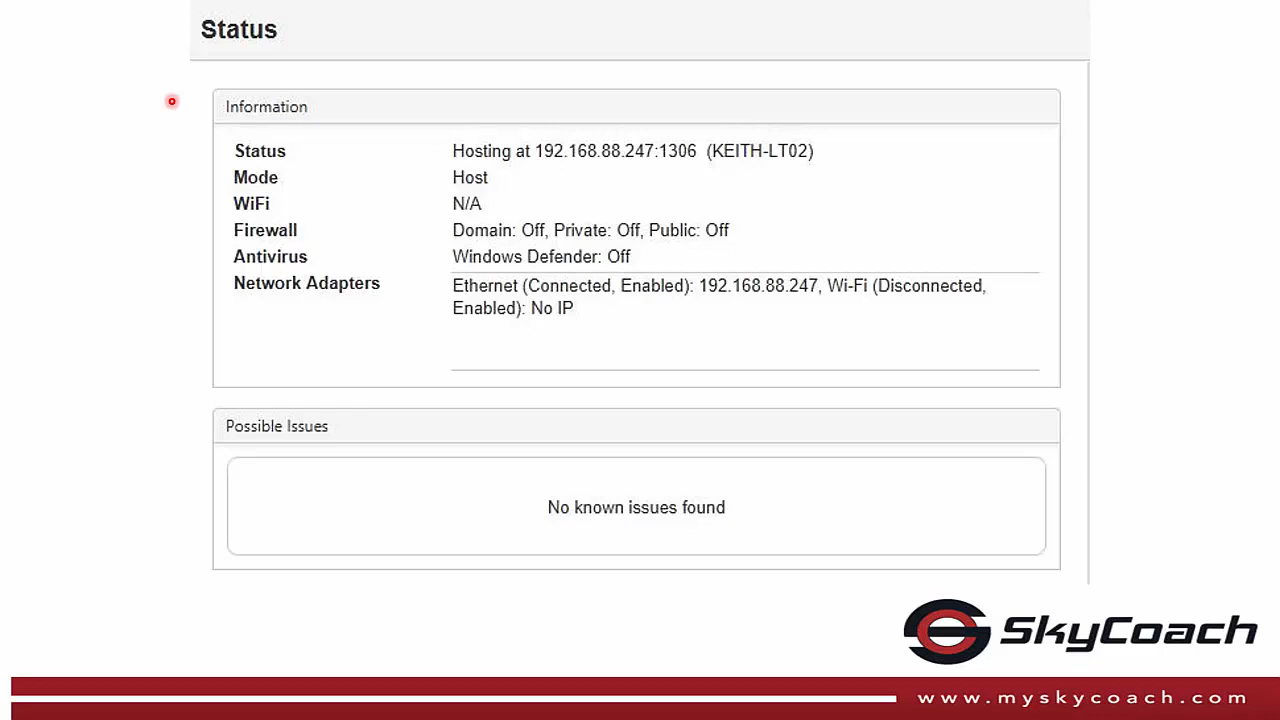 Status
Information
Status Hosting at 192.168.88.247:1306 (KEITH-LT02)
Mode Host
WiFi N/A
Firewall Domain: Off, Private: Off, Public: Off
Antivirus Windows Defender: Off
Network Adapters Ethernet (Connected, Enabled): 192.168.88.247, Wi-Fi (Disconnected,
Enabled): No IP
Possible Issues
No known issues found
SkyCoach
www.myskycoach.com